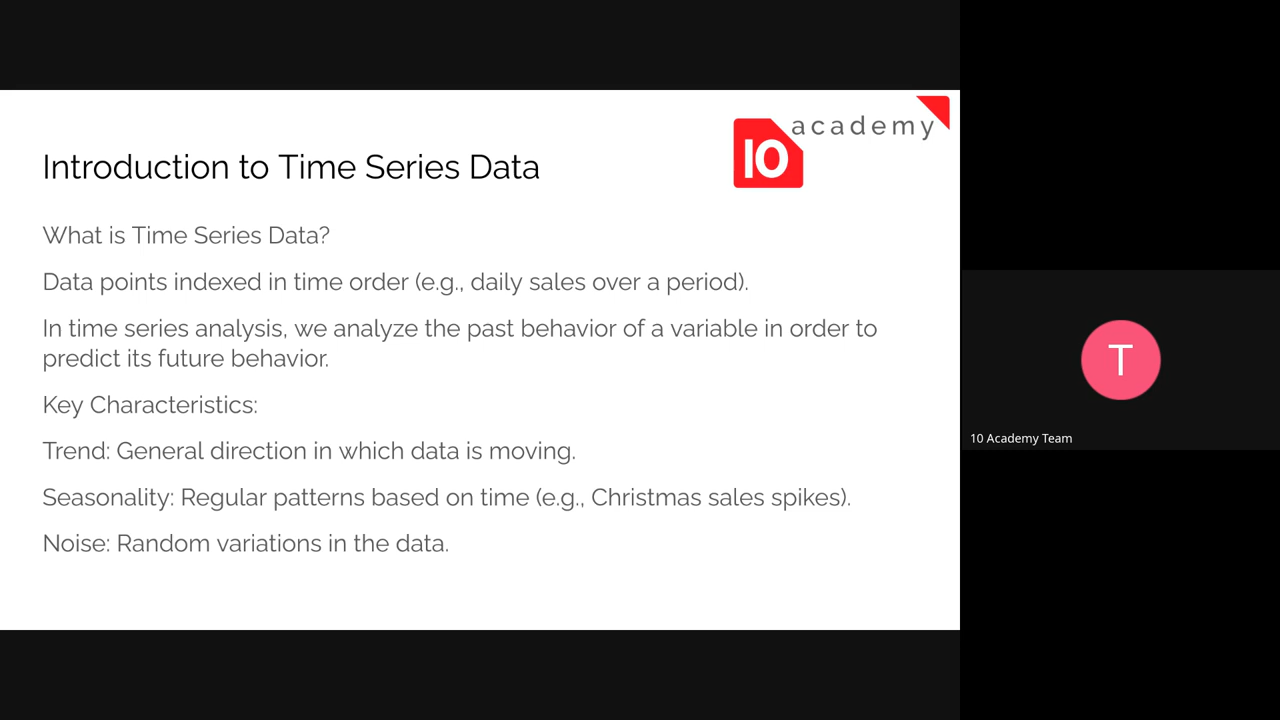 academy
10
Introduction to Time Series Data
What is Time Series Data?
Data points indexed in time order (e.g., daily sales over a period).
In time series analysis, we analyze the past behavior of a variable in order to
predict its future behavior.
Key Characteristics:
Trend: General direction in which data is moving.
Seasonality: Regular patterns based on time (e.g., Christmas sales spikes).
Noise: Random variations in the data.
T
10 Academy Team